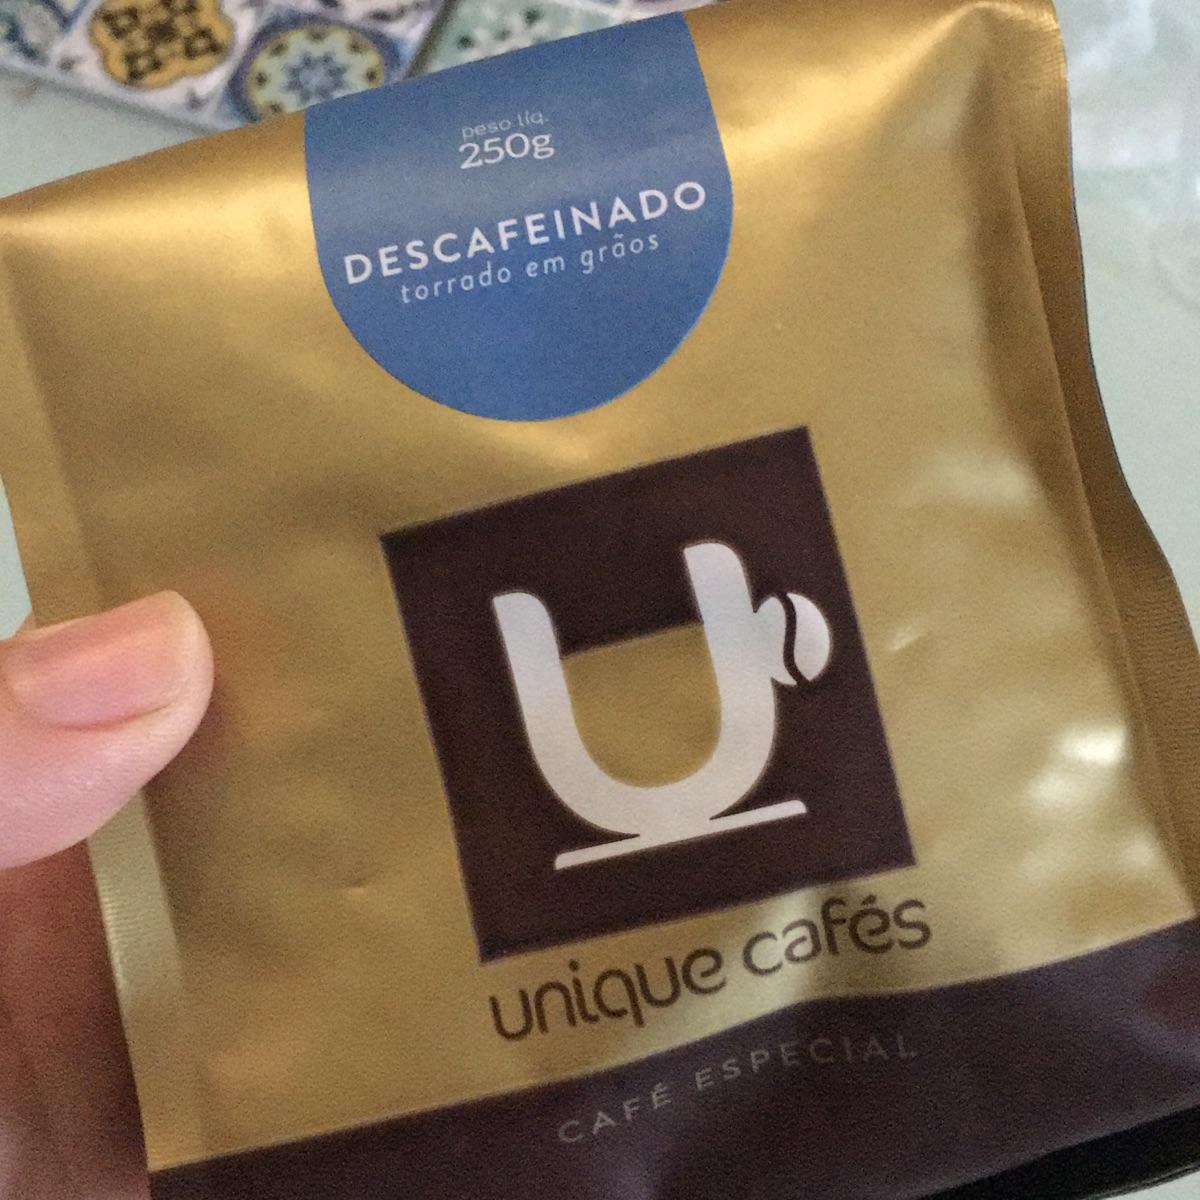 peso líq.
250g
DESCAFEINADO
torrado em grãos
unique cafés
CAFÉ ESPECIAL